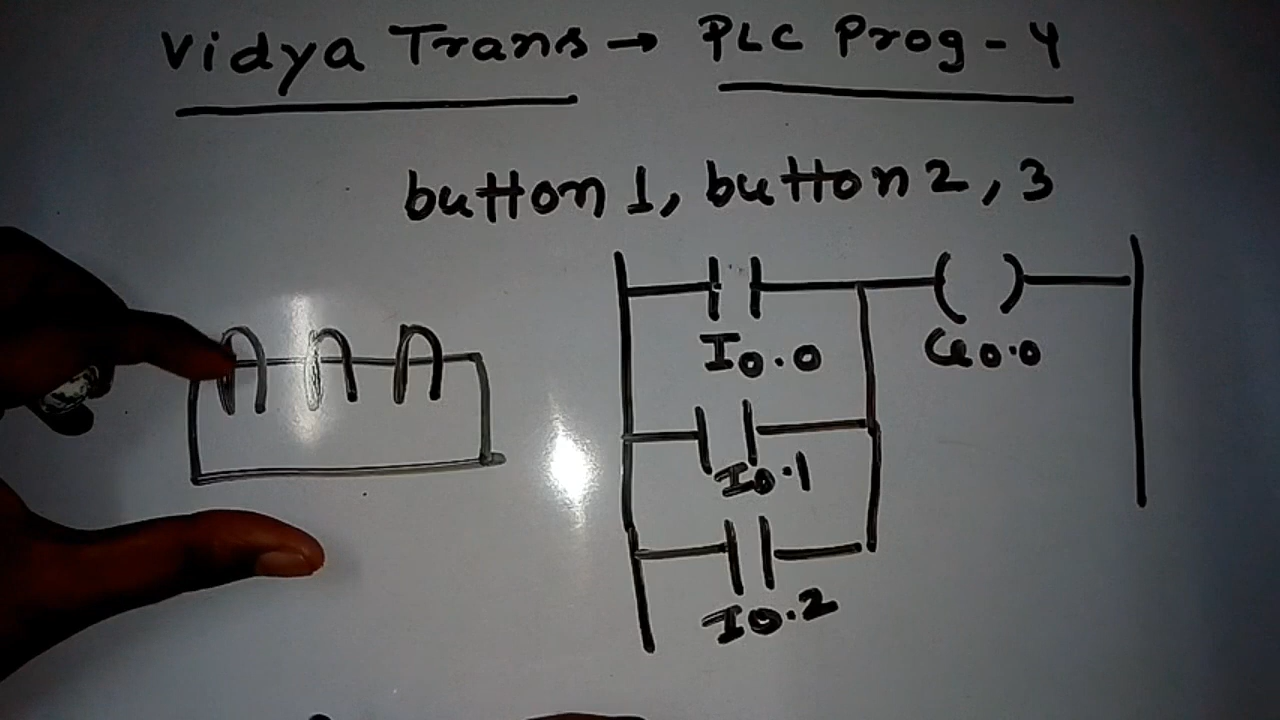 Vidya Trans → PLC Prog - 4
button 1, button 2, 3
I0.0
Q0.0
I0.1
I0.2